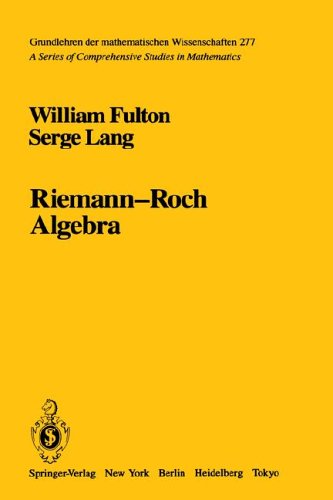 Grundlehren der mathematischen Wissenschaften 277
A Series of Comprehensive Studies in Mathematics
William Fulton
Serge Lang
Riemann–Roch
Algebra
S
Springer-Verlag New York Berlin Heidelberg Tokyo